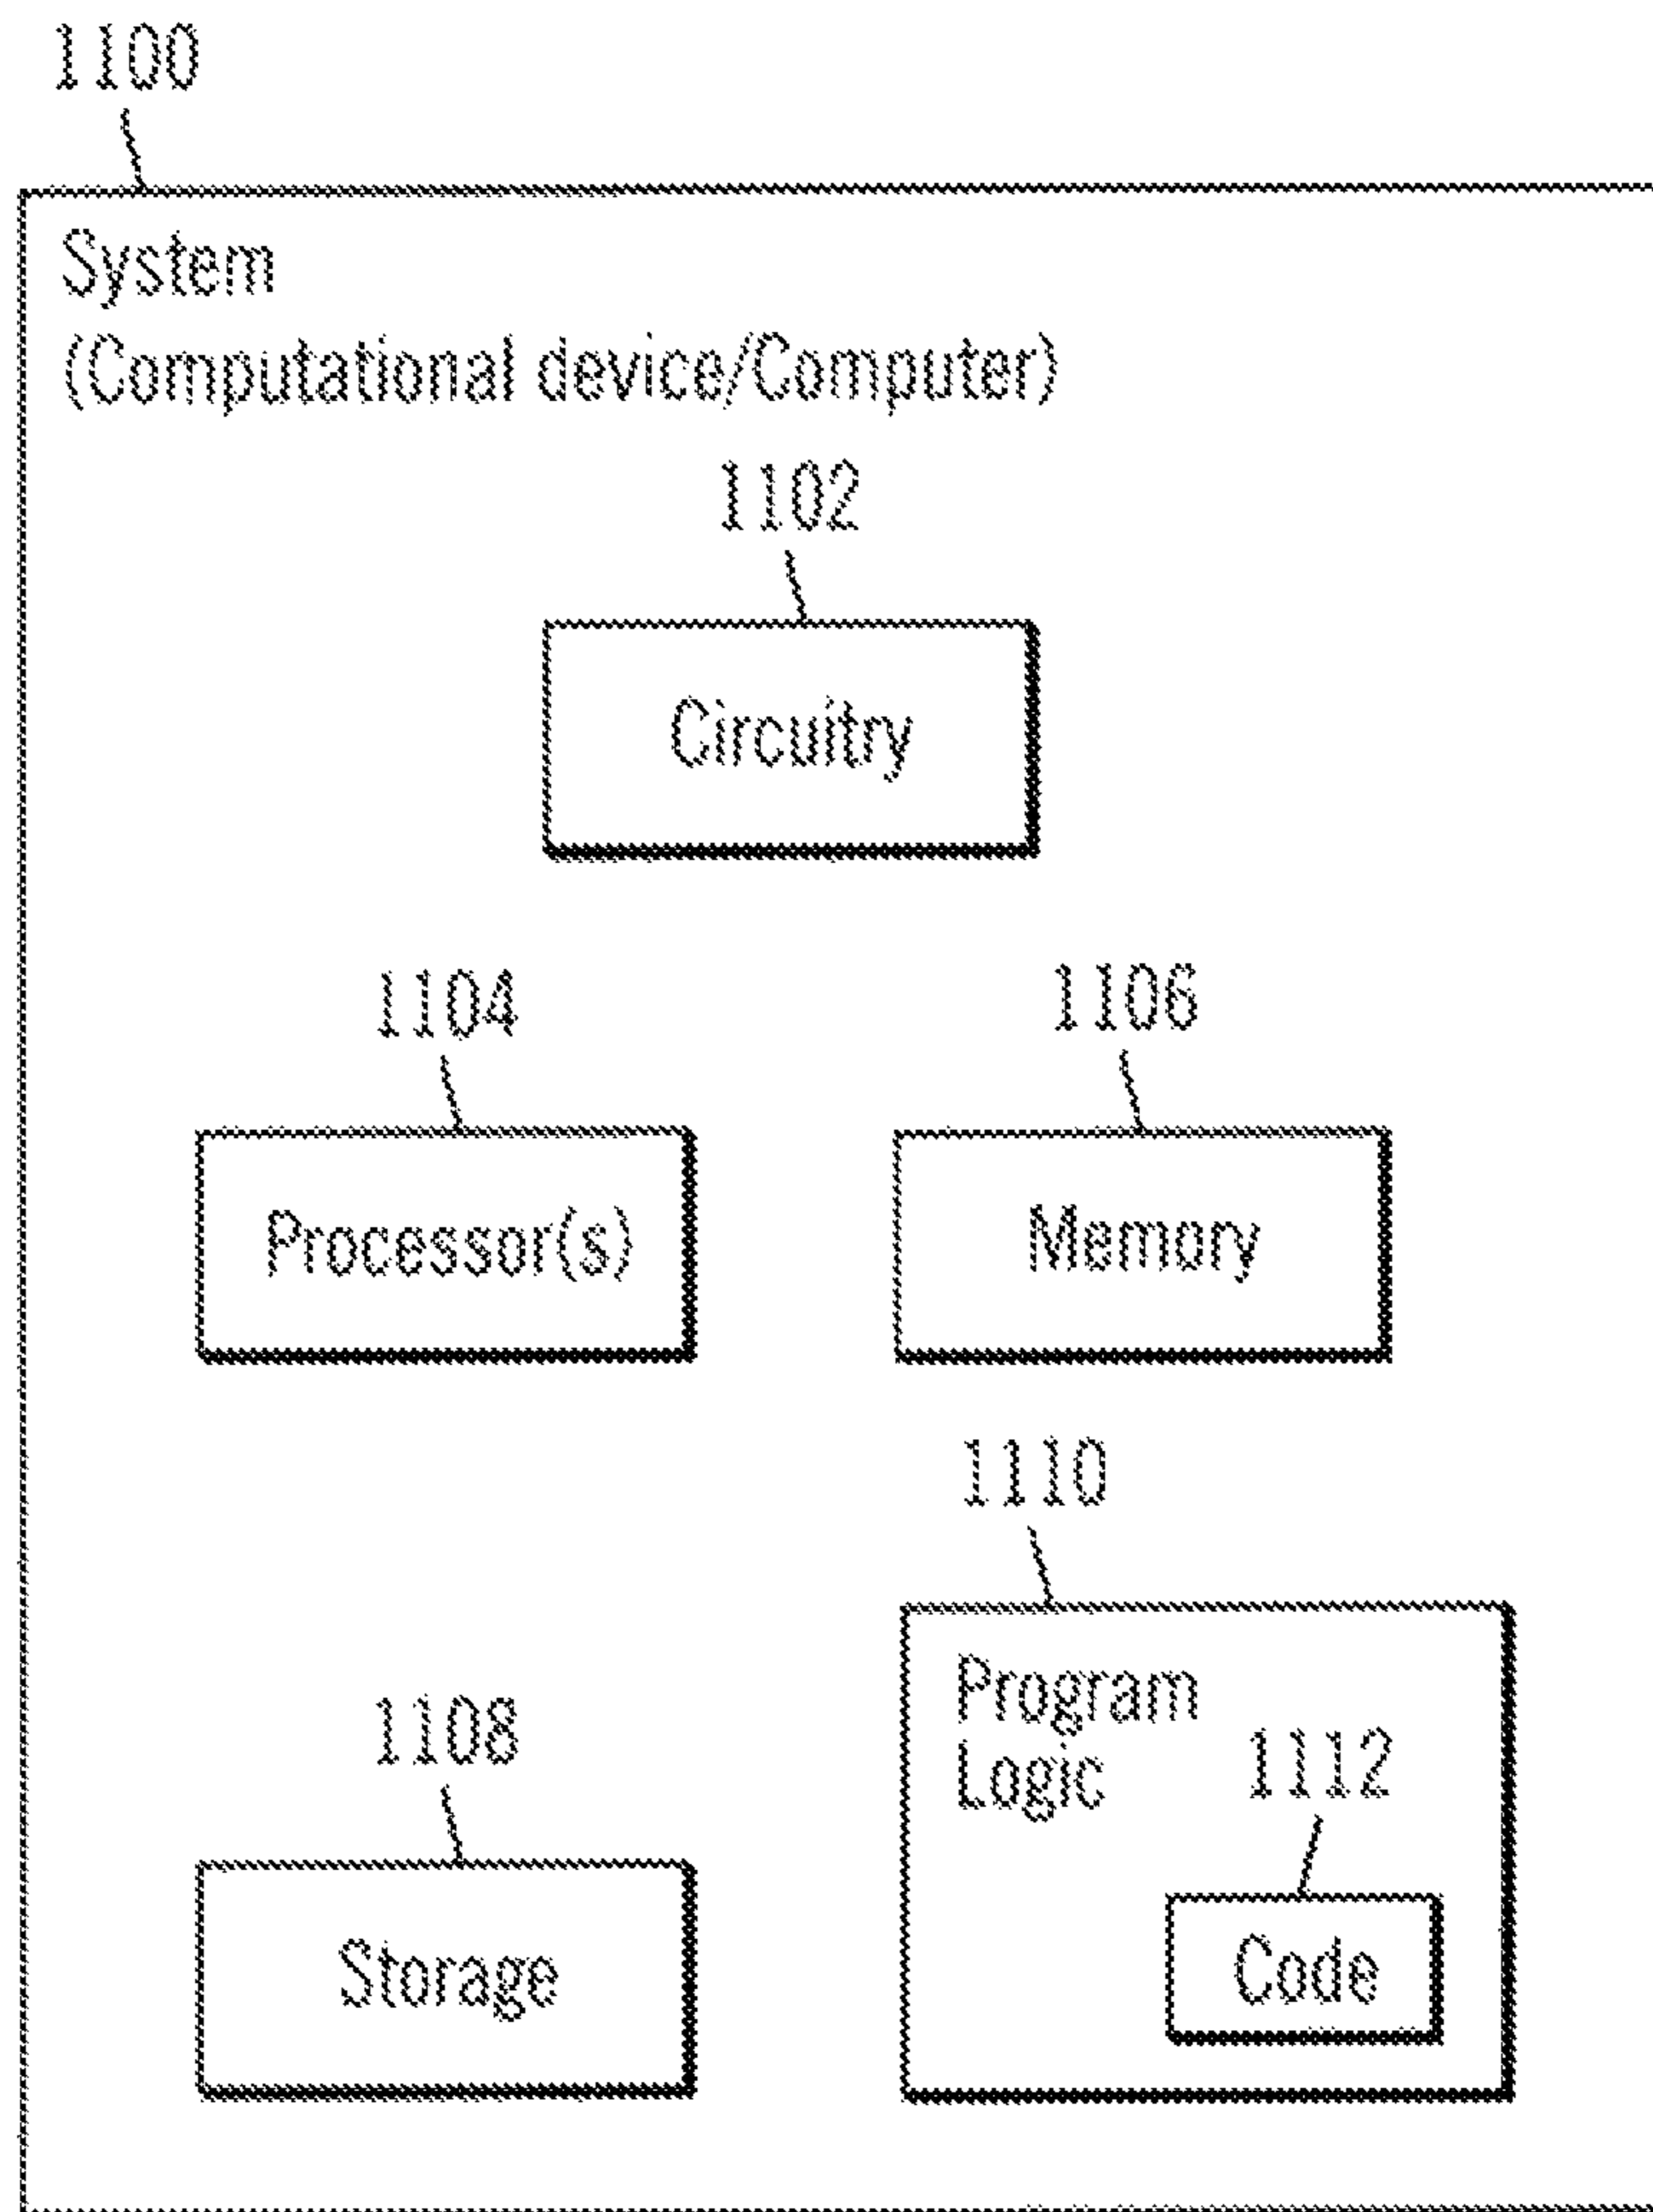 1100
System
(Computational device/Computer)
1102
Circuitry
1104
1106
Processor(s)
Memory
1110
Program
Logic
1108
1112
Storage
Code